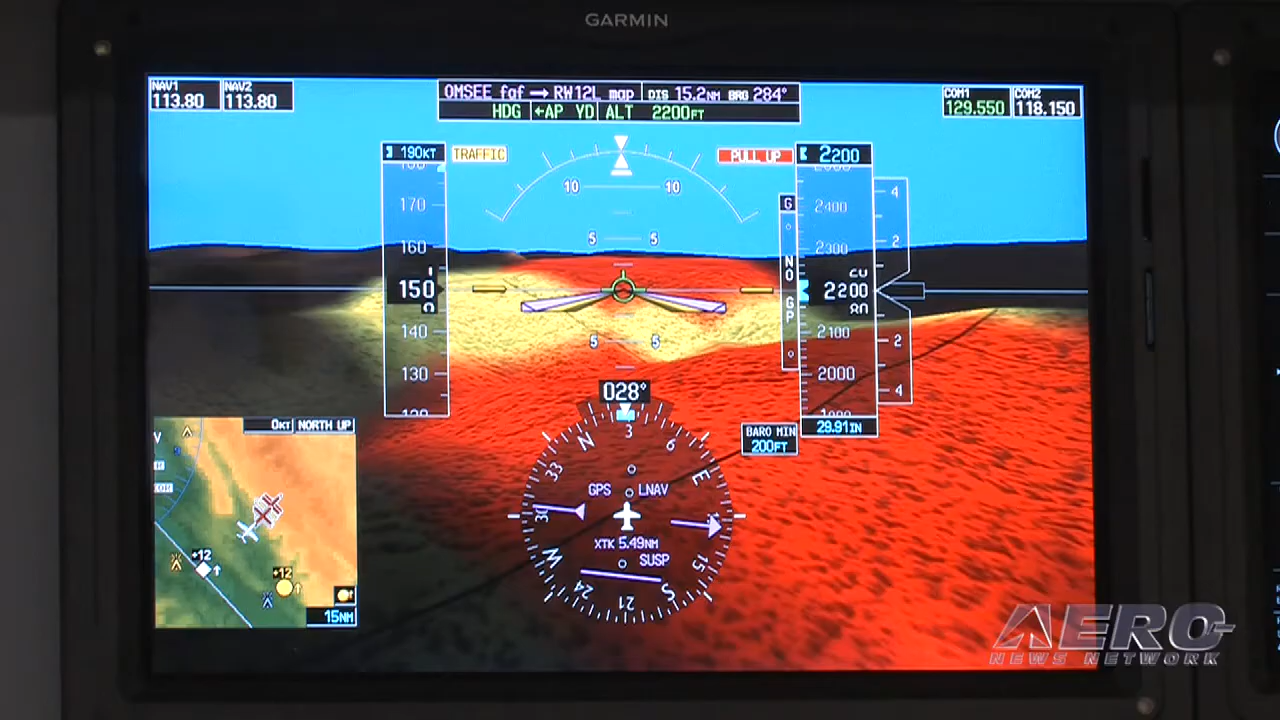 GARMIN
NAV1 113.80 NAV2 113.80
OMSEE faf → RW12L map DIS 15.2NM BRG 284°
HDG ←AP YD ALT 2200FT
COM1 129.550 COM2 118.150
190KT TRAFFIC
PULL UP 2200
170
160
150
140
130
10 10
5 5
5 5
G
NO GP
2400
2300
20
2200
80
2100
2000
4
2
2
4
29.91IN
BARO MIN
200FT
028°
N 3 6 E 15 S 21 24 W 30 33
GPS LNAV
XTK 5.49NM
SUSP
0KT NORTH UP
+12
+12
15NM
AERO
NEWS NETWORK